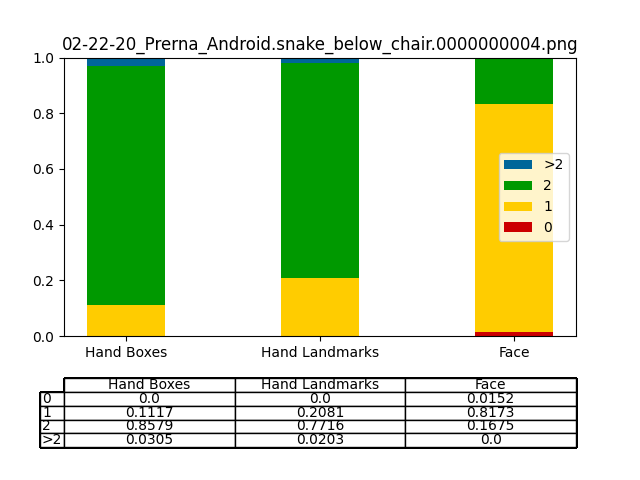 02-22-20_Prerna_Android.snake_below_chair.0000000004.png
1.0
0.8
0.6
0.4
0.2
0.0
>2
2
1
0
Hand Boxes Hand Landmarks Face
Hand Boxes Hand Landmarks Face
0 0.0 0.0 0.0152
1 0.1117 0.2081 0.8173
2 0.8579 0.7716 0.1675
>2 0.0305 0.0203 0.0